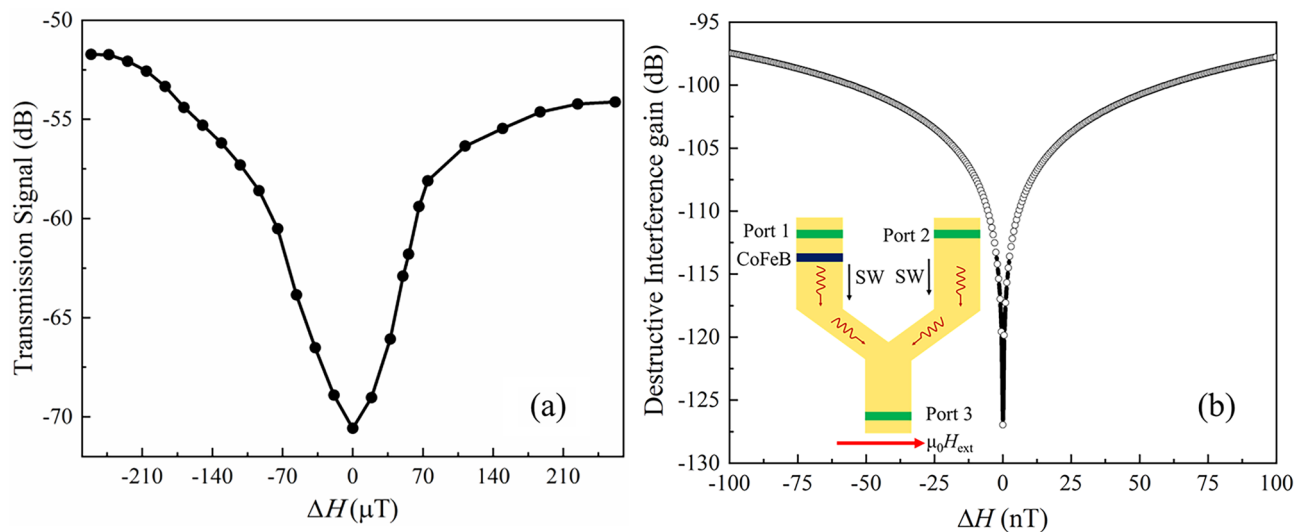 Transmission Signal (dB)
-50
-55
-60
-65
-70
-210
-140
-70
0
70
140
210
ΔH (μT)
(a)
Destructive Interference gain (dB)
-95
-100
-105
-110
-115
-120
-125
-130
-100
-75
-50
-25
0
25
50
75
100
ΔH (nT)
Port 1
Port 2
CoFeB
SW
SW
Port 3
μ0Hext
(b)